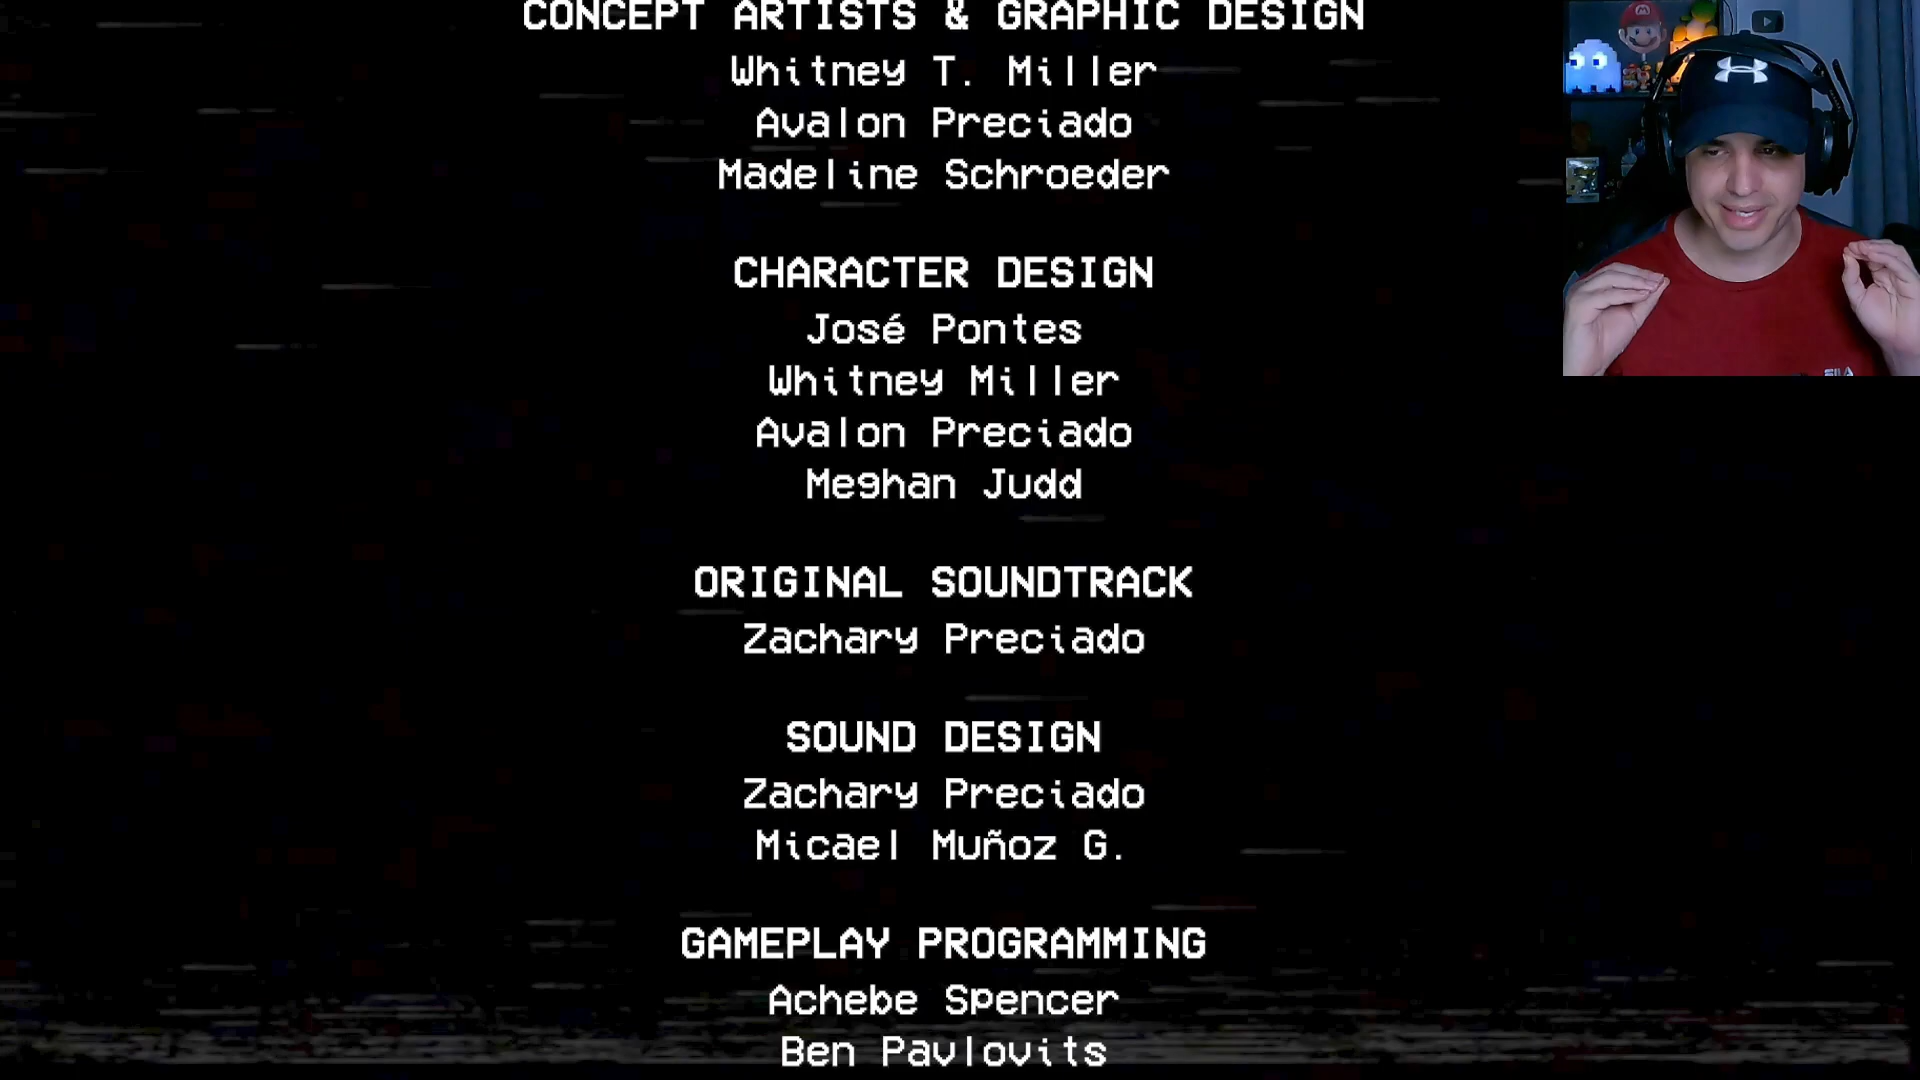 CONCEPT ARTISTS & GRAPHIC DESIGN
Whitney T. Miller
Avalon Preciado
Madeline Schroeder
CHARACTER DESIGN
José Pontes
Whitney Miller
Avalon Preciado
Meghan Judd
ORIGINAL SOUNDTRACK
Zachary Preciado
SOUND DESIGN
Zachary Preciado
Micael Muñoz G.
GAMEPLAY PROGRAMMING
Achebe Spencer
Ben Pavlovits